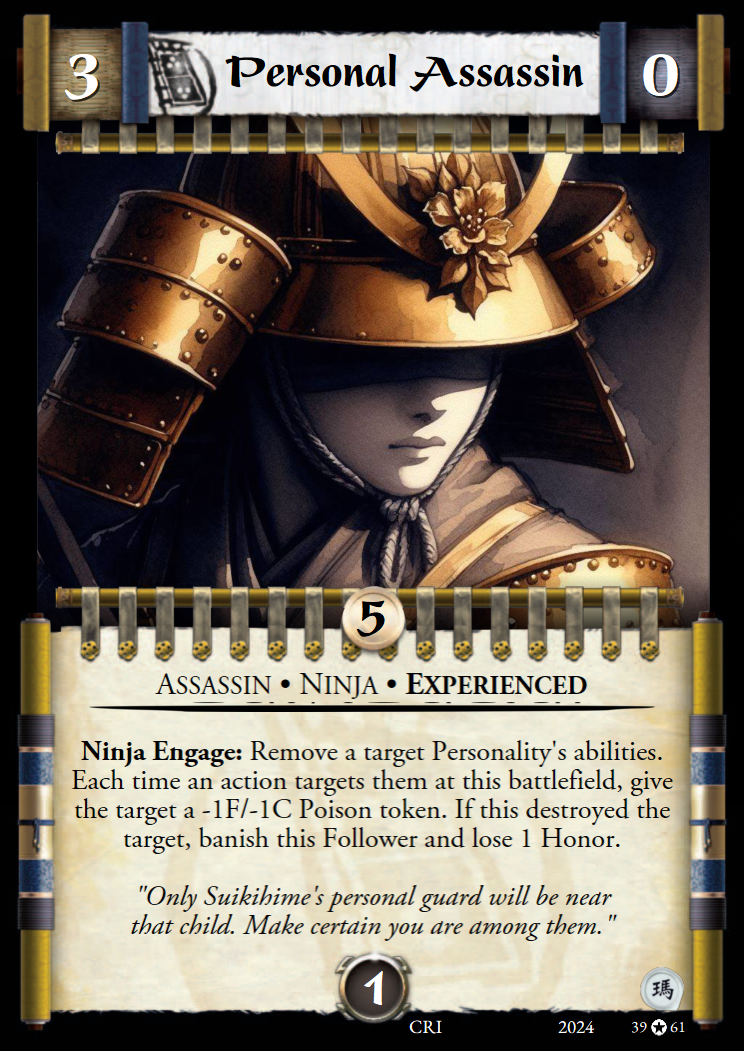 3 Personal Assassin 0
5
ASSASSIN • NINJA • EXPERIENCED
Ninja Engage: Remove a target Personality's abilities.
Each time an action targets them at this battlefield, give
the target a -1F/-1C Poison token. If this destroyed the
target, banish this Follower and lose 1 Honor.
"Only Suikihime's personal guard will be near
that child. Make certain you are among them."
1
瑪
CRI 2024 39 ✪ 61